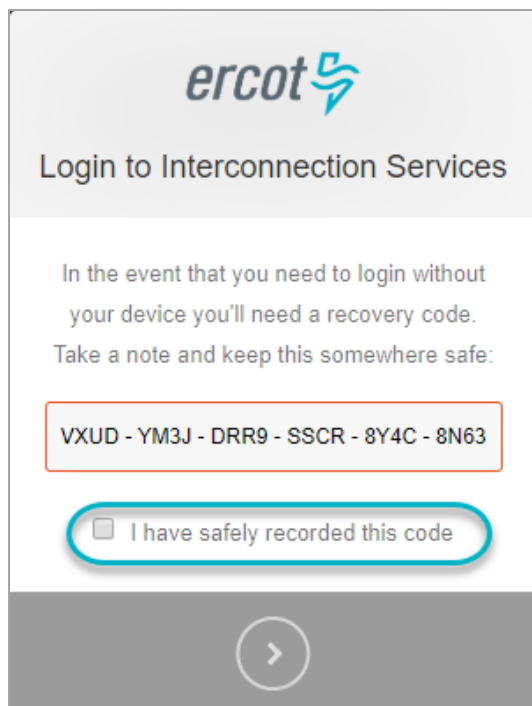 ercot
Login to Interconnection Services
In the event that you need to login without
your device you'll need a recovery code.
Take a note and keep this somewhere safe:
VXUD - YM3J - DRR9 - SSCR - 8Y4C - 8N63
I have safely recorded this code